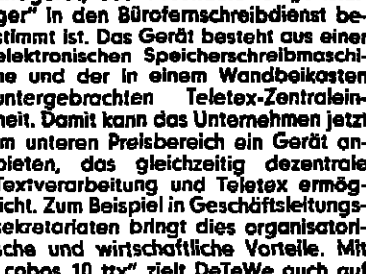 ger" in den Bürofernschreibdienst be-
stimmt ist. Das Gerät besteht aus einer
elektronischen Speicherschreibmaschi-
ne und der in einem Wandbeikasten
untergebrachten Teletex-Zentralein-
heit. Damit kann das Unternehmen jetzt
im unteren Preisbereich ein Gerät an-
bieten, das gleichzeitig dezentrale
Textverarbeitung und Teletex ermög-
licht. Zum Beispiel in Geschäftsleitungs-
sekretariaten bringt dies organisatori-
sche und wirtschaftliche Vorteile. Mit
cobos 10 ttx" zielt DeTeWe auch auf